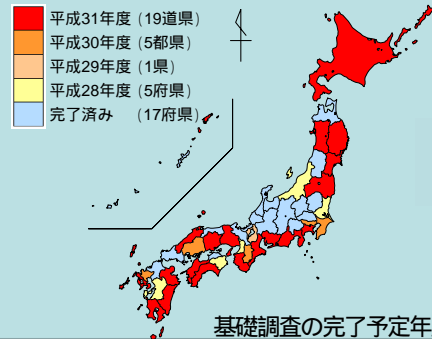 平成31年度 (19道県)
平成30年度 (5都県)
平成29年度 (1県)
平成28年度 (5府県)
完了済み (17府県)
基礎調査の完了予定年